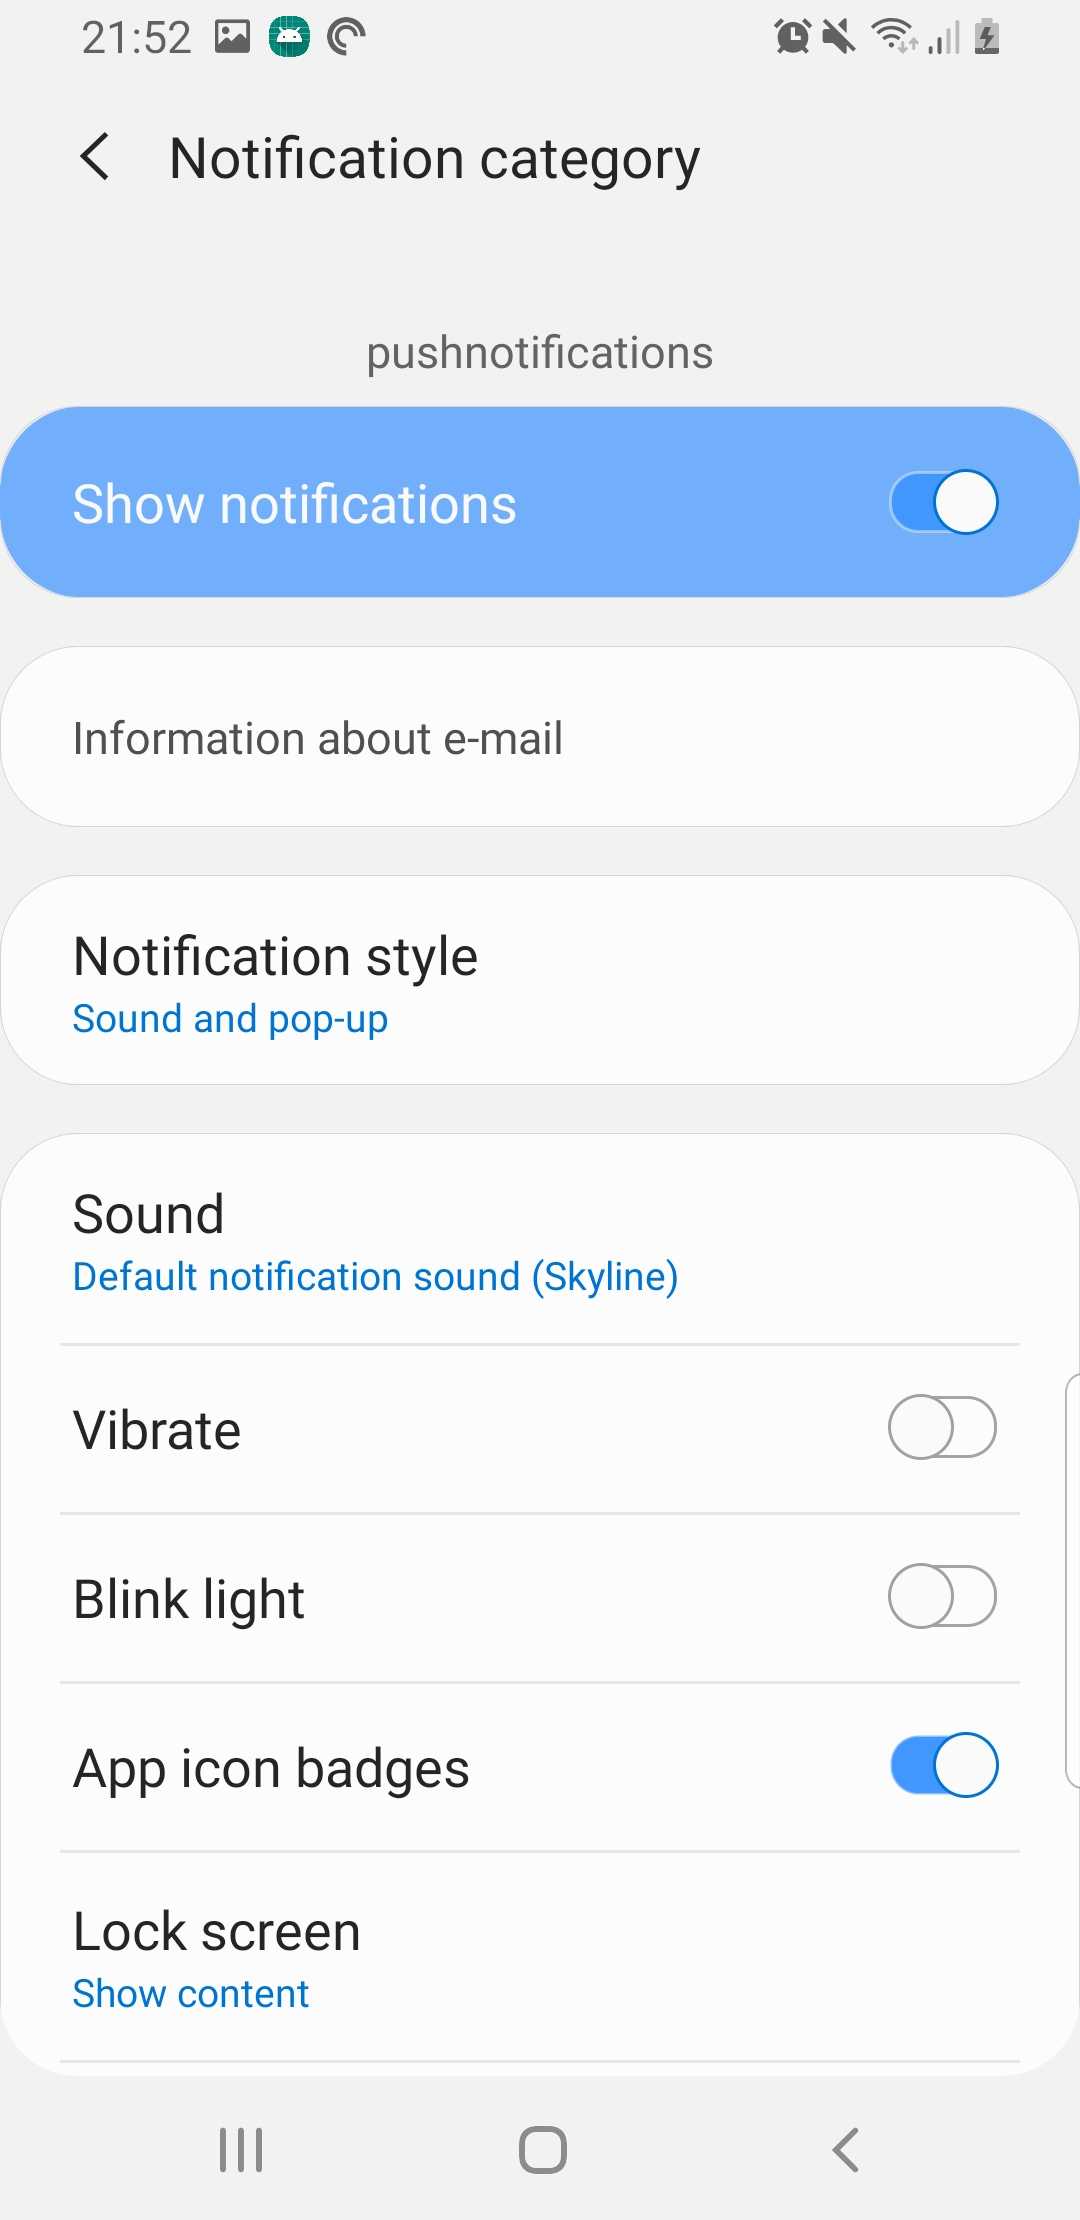 21:52
Notification category
pushnotifications
Show notifications
Information about e-mail
Notification style
Sound and pop-up
Sound
Default notification sound (Skyline)
Vibrate
Blink light
App icon badges
Lock screen
Show content